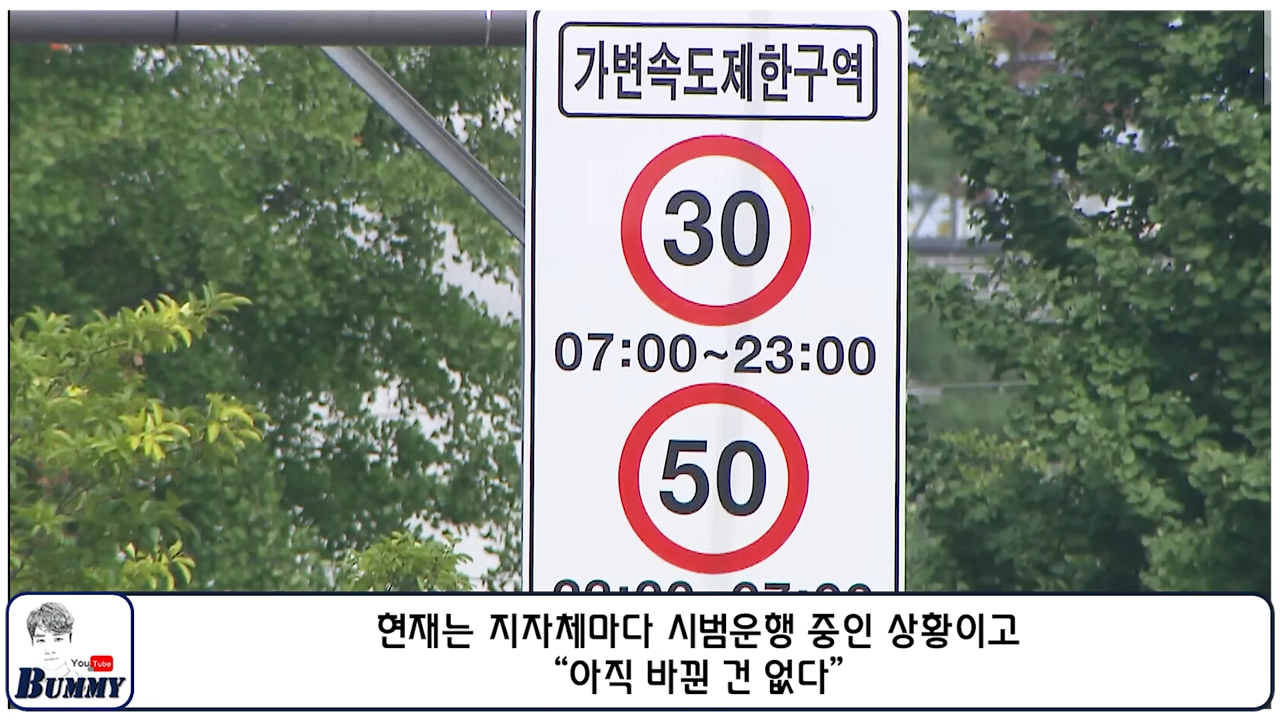 가변속도제한구역
30
07:00~23:00
50
현재는 지자체마다 시범운행 중인 상황이고
“아직 바뀐 건 없다”
YouTube
BUMMY